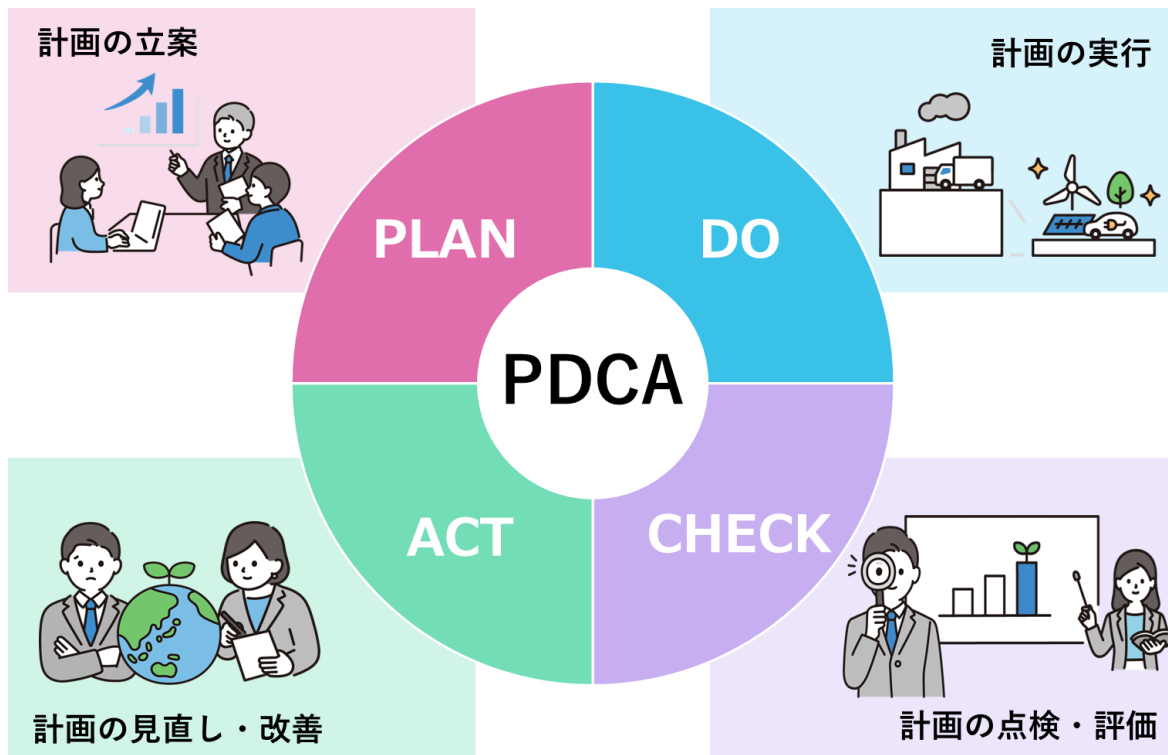 計画の立案
計画の実行
PLAN
DO
PDCA
ACT
CHECK
計画の見直し・改善
計画の点検・評価